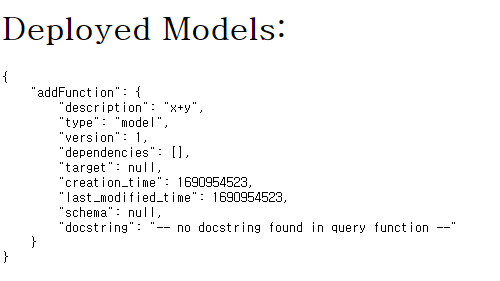 Deployed Models:
{
    "addFunction": {
        "description": "x+y",
        "type": "model",
        "version": 1,
        "dependencies": [],
        "target": null,
        "creation_time": 1690954523,
        "last_modified_time": 1690954523,
        "schema": null,
        "docstring": "-- no docstring found in query function --"
    }
}